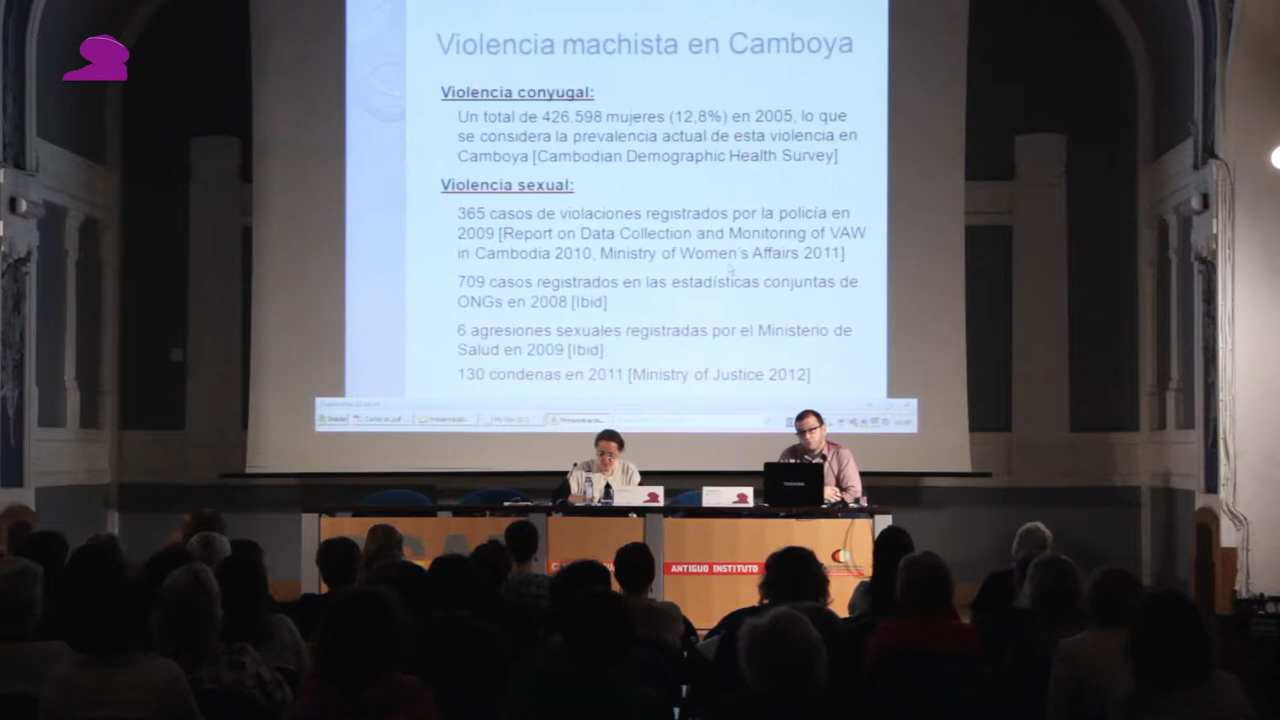 Violencia machista en Camboya
Violencia conyugal:
Un total de 426.598 mujeres (12,8%) en 2005, lo que
se considera la prevalencia actual de esta violencia en
Camboya [Cambodian Demographic Health Survey]
Violencia sexual:
365 casos de violaciones registrados por la policía en
2009 [Report on Data Collection and Monitoring of VAW
in Cambodia 2010, Ministry of Women's Affairs 2011]
709 casos registrados en las estadísticas conjuntas de
ONGs en 2008 [Ibid]
6 agresiones sexuales registradas por el Ministerio de
Salud en 2009 [Ibid].
130 condenas en 2011 [Ministry of Justice 2012]
Inicio
TOSHIBA
ANTIGUO INSTITUTO